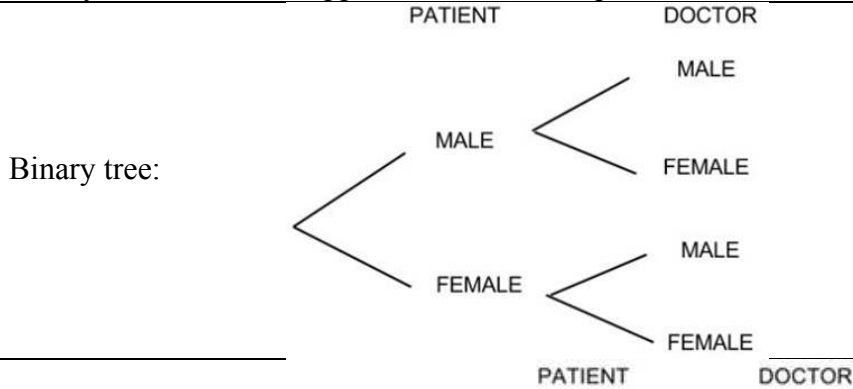 PATIENT DOCTOR
MALE
MALE
Binary tree:
FEMALE
MALE
FEMALE
FEMALE
PATIENT DOCTOR